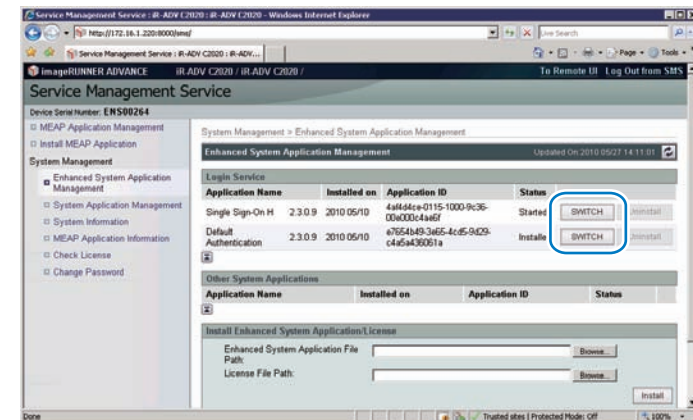 Service Management Service : iR-ADV C2020 : iR-ADV C2020 - Windows Internet Explorer
http://172.16.1.220:8000/sms/
Live Search
Service Management Service : iR-ADV C2020 : iR-ADV...
Page Tools
imageRUNNER ADVANCE iR-ADV C2020 / iR-ADV C2020 /
To Remote UI Log Out from SMS
Service Management Service
Device Serial Number: ENS00264
MEAP Application Management
Install MEAP Application
System Management
Enhanced System Application Management
System Application Management
System Information
MEAP Application Information
Check License
Change Password
System Management > Enhanced System Application Management
Enhanced System Application Management Updated On:2010 05/27 14:11:01
Login Service
Application Name Installed on Application ID Status
Single Sign-On H 2.3.0.9 2010 05/10 4af4d4ce-0115-1000-9c36-00e000c4ae6f Started SWITCH Uninstall
Default Authentication 2.3.0.9 2010 05/10 e7654b49-3e65-4cd5-9d29-c4a5a436061a Installe SWITCH Uninstall
Other System Applications
Application Name Installed on Application ID Status
Install Enhanced System Application/License
Enhanced System Application File Path: Browse...
License File Path: Browse...
Install
Done
Trusted sites | Protected Mode: Off
100%